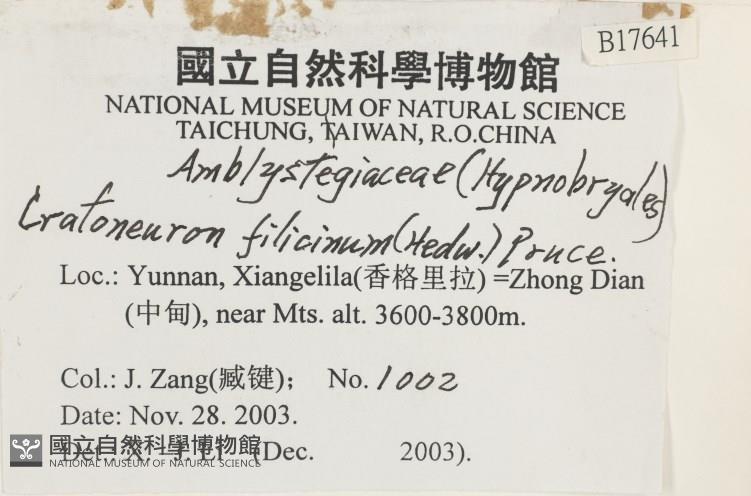 B17641
國立自然科學博物館
NATIONAL MUSEUM OF NATURAL SCIENCE
TAICHUNG, TAIWAN, R.O.CHINA
Amblystegiaceae (Hypnobryales)
Cratoneuron filicinum (Hedw.) Pruce.
Loc.: Yunnan, Xiangelila(香格里拉) =Zhong Dian
(中甸), near Mts. alt. 3600-3800m.
Col.: J. Zang(臧键); No. 1002
Date: Nov. 28. 2003.
Det.: X. -J. Li (Dec. 2003).
國立自然科學博物館
NATIONAL MUSEUM OF NATURAL SCIENCE